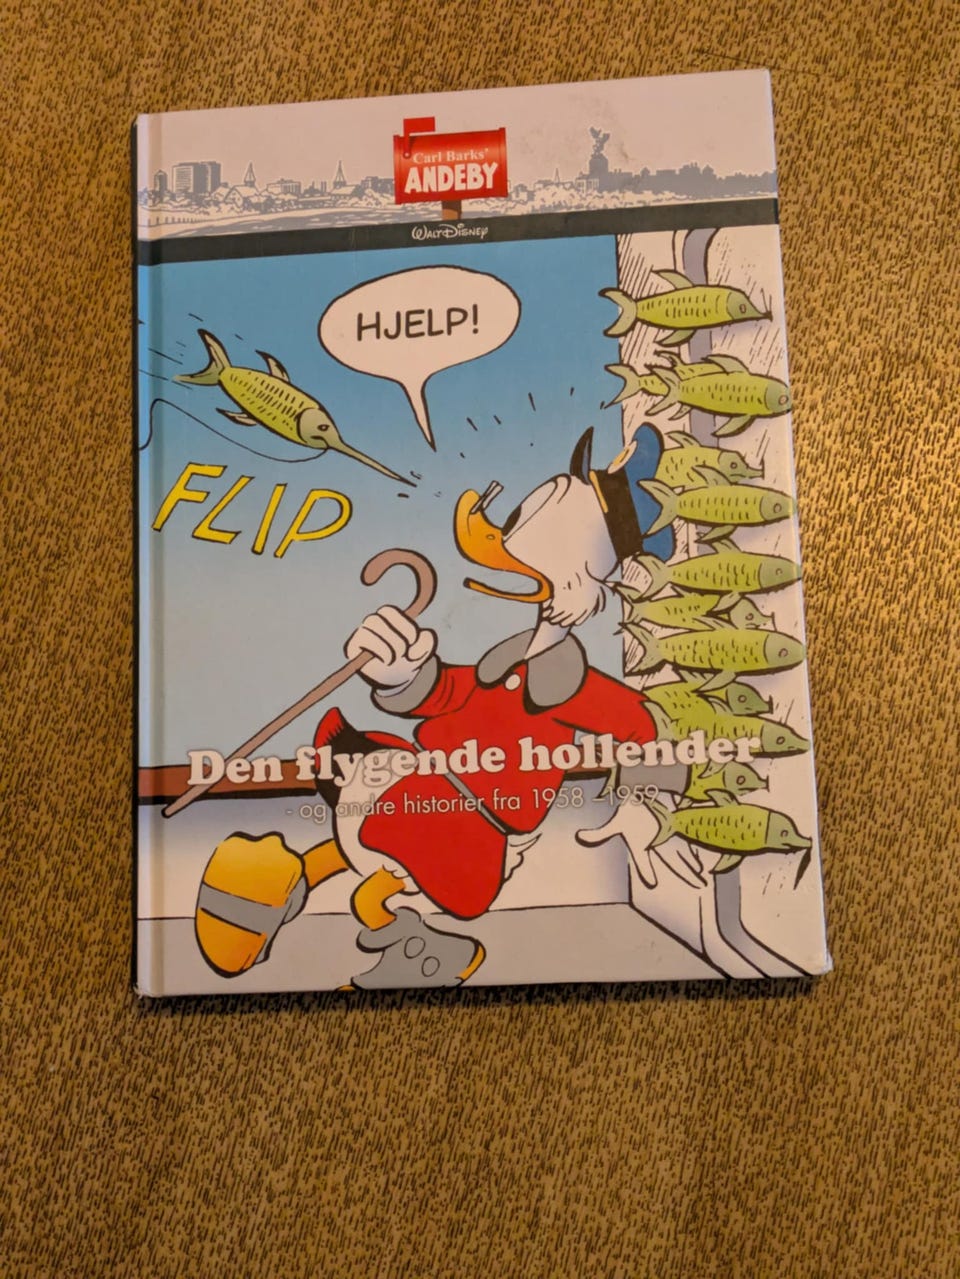 Carl Barks'
ANDEBY
WALT DISNEY
HJELP!
FLIP
Den flygende hollender
- og andre historier fra 1958 –1959